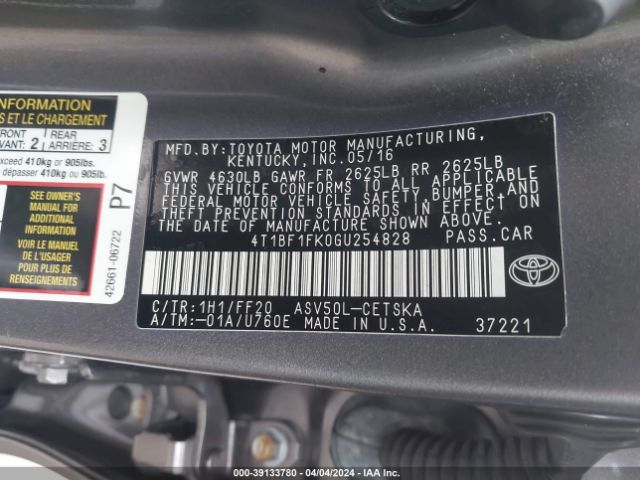 INFORMATION
S ET LE CHARGEMENT
FRONT
AVANT: 2
REAR
ARRIÈRE: 3
exceed 410kg or 905lbs.
dépasser 410kg ou 905lb.
SEE OWNER'S
MANUAL FOR
ADDITIONAL
INFORMATION
VOIR LE MANUEL
DE L'USAGER
POUR PLUS DE
RENSEIGNEMENTS
42661-06722
P7
MFD.BY:TOYOTA MOTOR MANUFACTURING,
KENTUCKY,INC.05/16
GVWR 4630LB GAWR FR 2625LB RR 2625LB
THIS VEHICLE CONFORMS TO ALL APPLICABLE
FEDERAL MOTOR VEHICLE SAFETY,BUMPER,AND
THEFT PREVENTION STANDARDS IN EFFECT ON
THE DATE OF MANUFACTURE SHOWN ABOVE.
4T1BF1FK0GU254828 PASS.CAR
C/TR:1H1/FF20 ASV50L-CETSKA
A/TM:-01A/U760E MADE IN U.S.A.
37221
TOYOTA
000-39133780 - 04/04/2024 - IAA Inc.